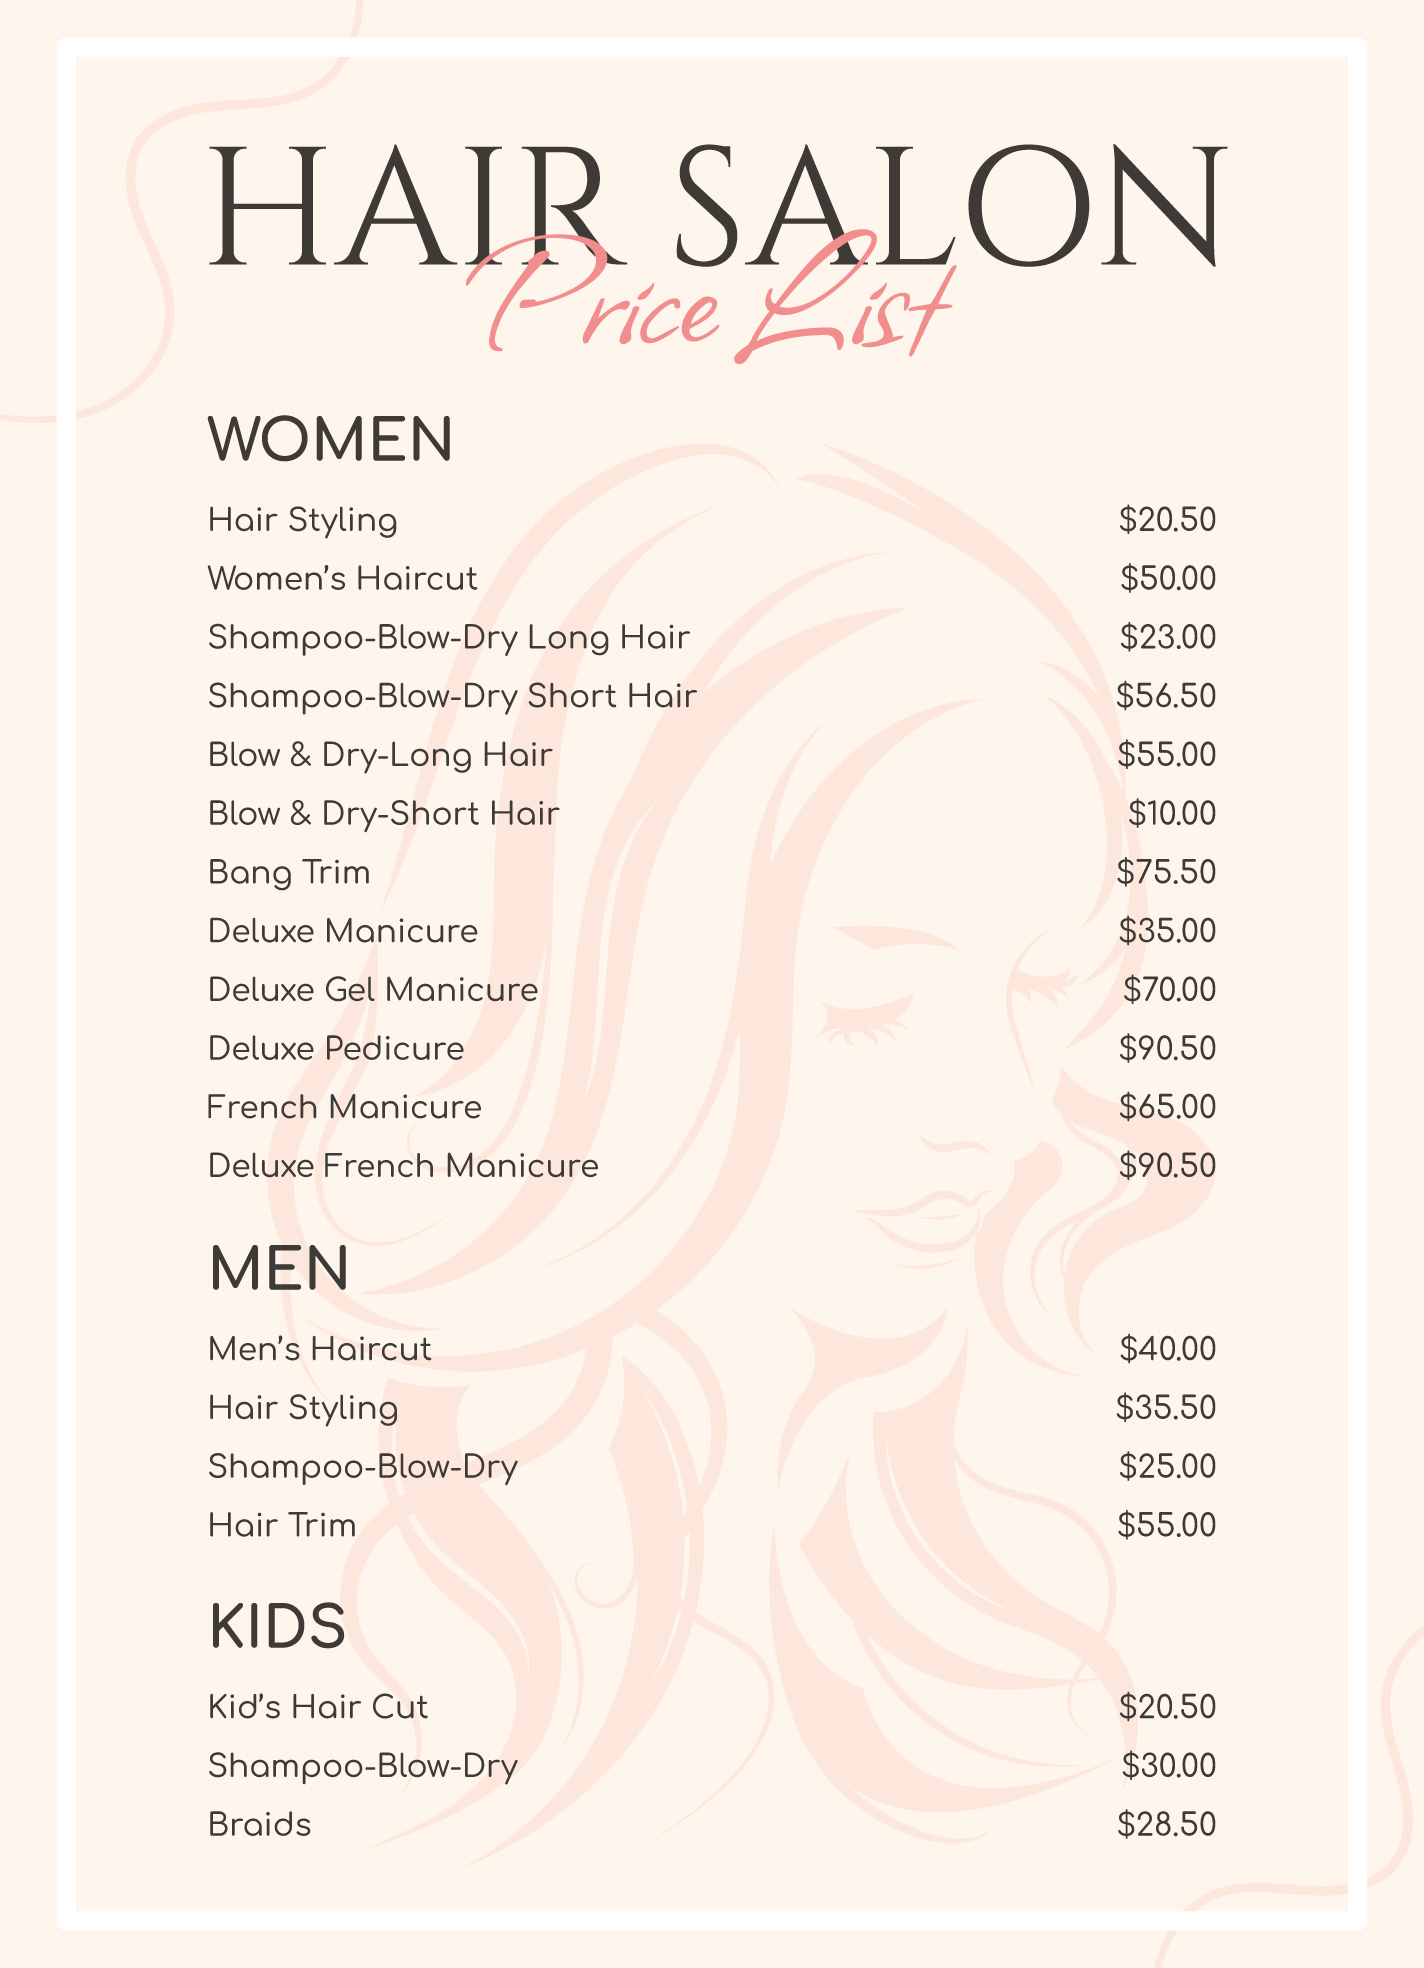 HAIR SALON
Price List
WOMEN
Hair Styling $20.50
Women’s Haircut $50.00
Shampoo-Blow-Dry Long Hair $23.00
Shampoo-Blow-Dry Short Hair $56.50
Blow & Dry-Long Hair $55.00
Blow & Dry-Short Hair $10.00
Bang Trim $75.50
Deluxe Manicure $35.00
Deluxe Gel Manicure $70.00
Deluxe Pedicure $90.50
French Manicure $65.00
Deluxe French Manicure $90.50
MEN
Men’s Haircut $40.00
Hair Styling $35.50
Shampoo-Blow-Dry $25.00
Hair Trim $55.00
KIDS
Kid’s Hair Cut $20.50
Shampoo-Blow-Dry $30.00
Braids $28.50